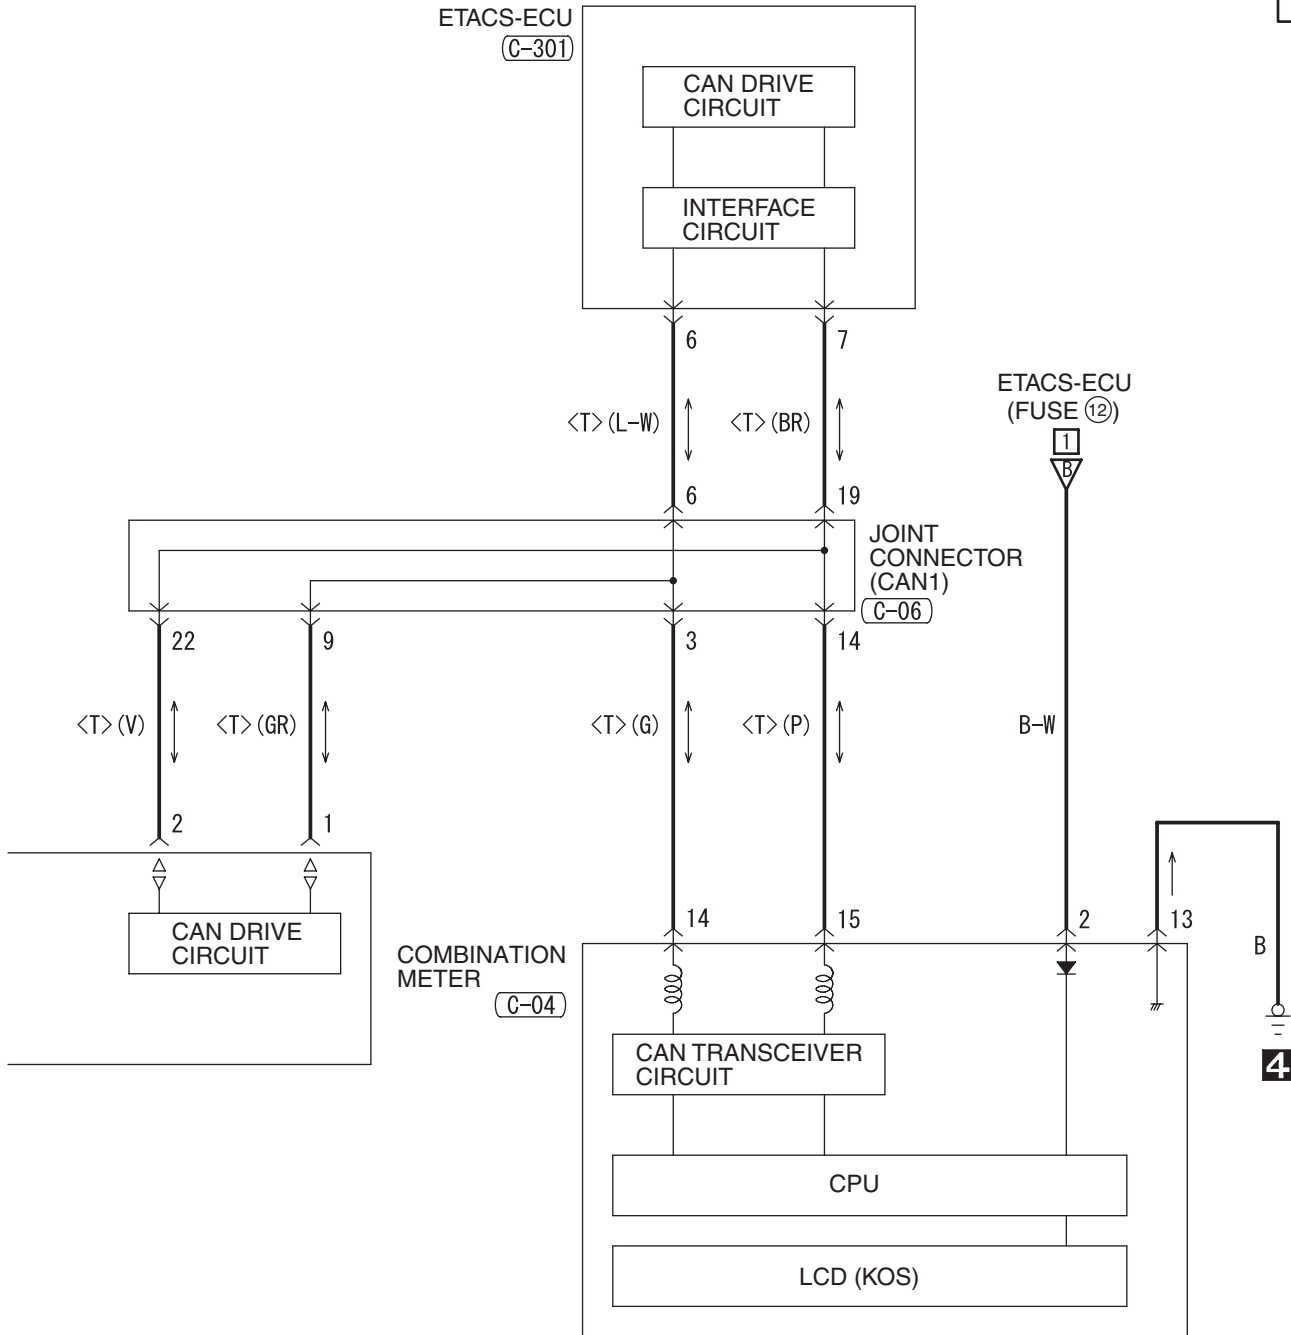 ETACS-ECU
C-301
CAN DRIVE
CIRCUIT
INTERFACE
CIRCUIT
6
7
ETACS-ECU
(FUSE ⑫)
1
B
<T>(L-W)
<T>(BR)
6
19
JOINT
CONNECTOR
(CAN1)
C-06
22
9
3
14
<T>(V)
<T>(GR)
<T>(G)
<T>(P)
B-W
2
1
14
15
2
13
CAN DRIVE
CIRCUIT
COMBINATION
METER
C-04
B
CAN TRANSCEIVER
CIRCUIT
4
CPU
LCD (KOS)